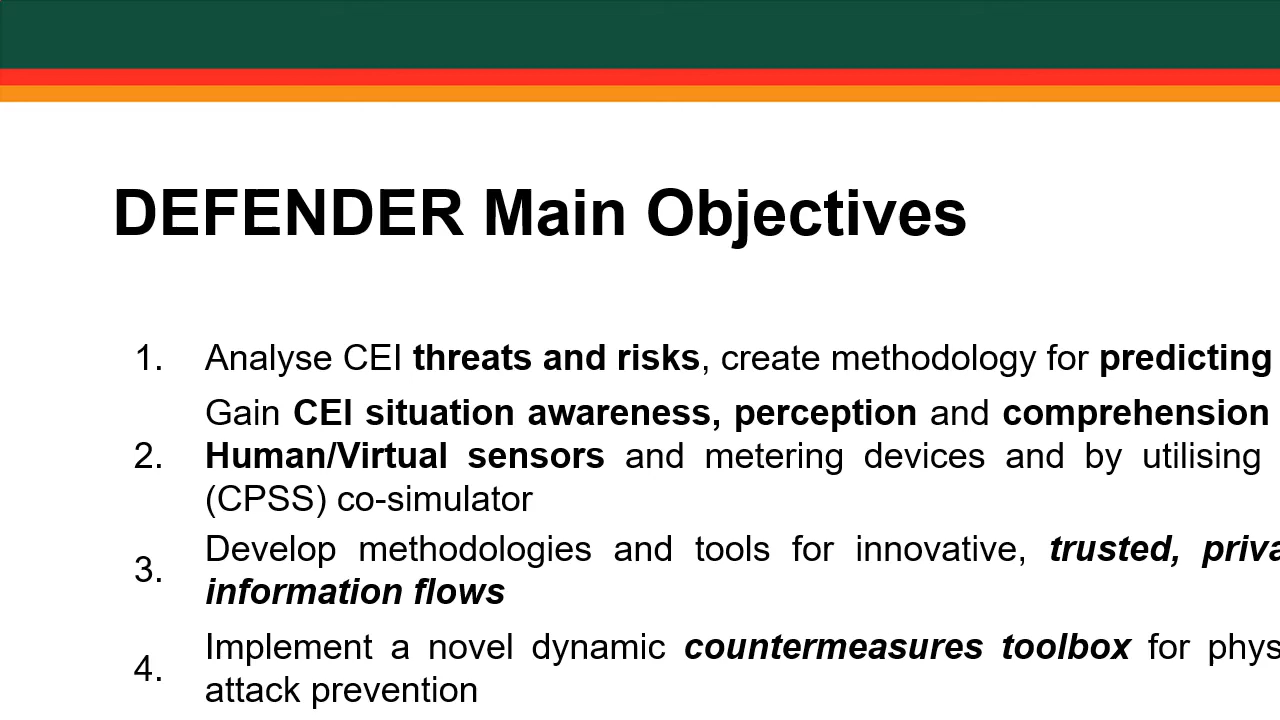 DEFENDER Main Objectives
1. Analyse CEI threats and risks, create methodology for predicting
Gain CEI situation awareness, perception and comprehension
2. Human/Virtual sensors and metering devices and by utilising
(CPSS) co-simulator
Develop methodologies and tools for innovative, trusted,
3.
information flows
Implement a novel dynamic countermeasures toolbox for
4.
attack prevention